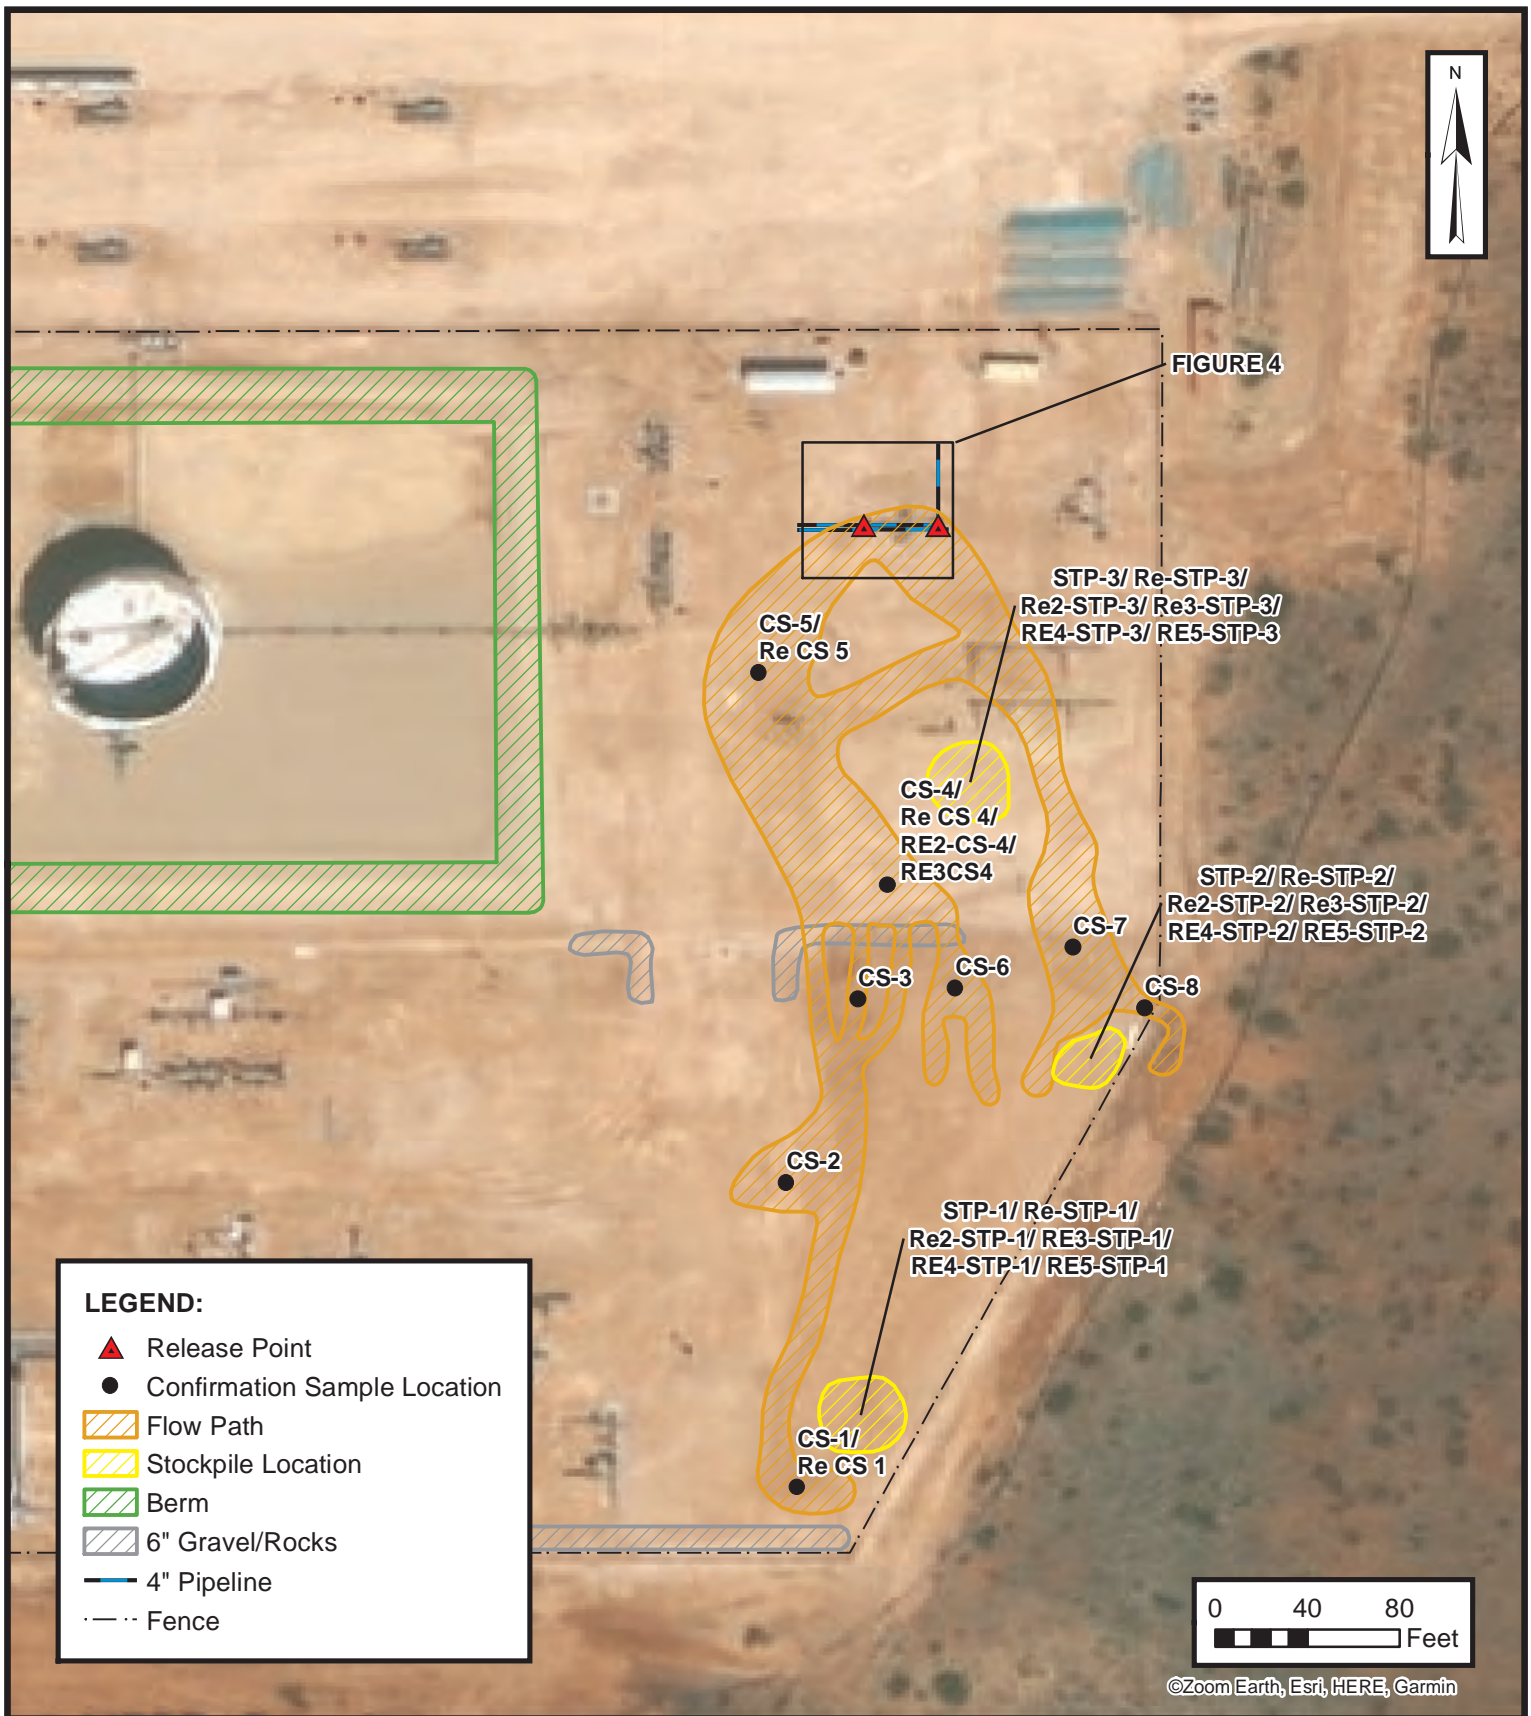 N
FIGURE 4
STP-3/ Re-STP-3/
Re2-STP-3/ Re3-STP-3/
RE4-STP-3/ RE5-STP-3
CS-5/
Re CS 5
CS-4/
Re CS 4/
RE2-CS-4/
RE3CS4
STP-2/ Re-STP-2/
Re2-STP-2/ Re3-STP-2/
RE4-STP-2/ RE5-STP-2
CS-7
CS-3
CS-6
CS-8
CS-2
STP-1/ Re-STP-1/
Re2-STP-1/ RE3-STP-1/
RE4-STP-1/ RE5-STP-1
CS-1/
Re CS 1
LEGEND:
Release Point
Confirmation Sample Location
Flow Path
Stockpile Location
Berm
6" Gravel/Rocks
4" Pipeline
Fence
0 40 80
Feet
©Zoom Earth, Esri, HERE, Garmin